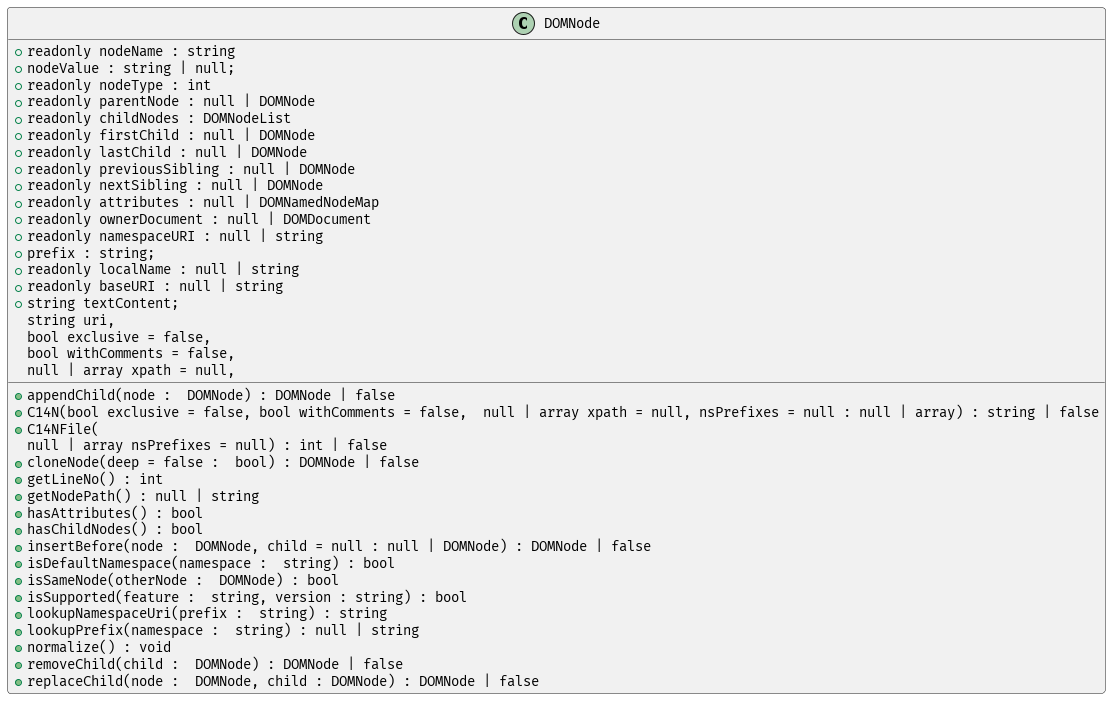 C DOMNode
readonly nodeName : string
nodeValue : string | null;
readonly nodeType : int
readonly parentNode : null | DOMNode
readonly childNodes : DOMNodeList
readonly firstChild : null | DOMNode
readonly lastChild : null | DOMNode
readonly previousSibling : null | DOMNode
readonly nextSibling : null | DOMNode
readonly attributes : null | DOMNamedNodeMap
readonly ownerDocument : null | DOMDocument
readonly namespaceURI : null | string
prefix : string;
readonly localName : null | string
readonly baseURI : null | string
string textContent;
string uri,
bool exclusive = false,
bool withComments = false,
null | array xpath = null,
appendChild(node :  DOMNode) : DOMNode | false
C14N(bool exclusive = false, bool withComments = false,  null | array xpath = null, nsPrefixes = null : null | array) : string | false
C14NFile(
null | array nsPrefixes = null) : int | false
cloneNode(deep = false :  bool) : DOMNode | false
getLineNo() : int
getNodePath() : null | string
hasAttributes() : bool
hasChildNodes() : bool
insertBefore(node :  DOMNode, child = null : null | DOMNode) : DOMNode | false
isDefaultNamespace(namespace :  string) : bool
isSameNode(otherNode :  DOMNode) : bool
isSupported(feature :  string, version : string) : bool
lookupNamespaceUri(prefix :  string) : string
lookupPrefix(namespace :  string) : null | string
normalize() : void
removeChild(child :  DOMNode) : DOMNode | false
replaceChild(node :  DOMNode, child : DOMNode) : DOMNode | false